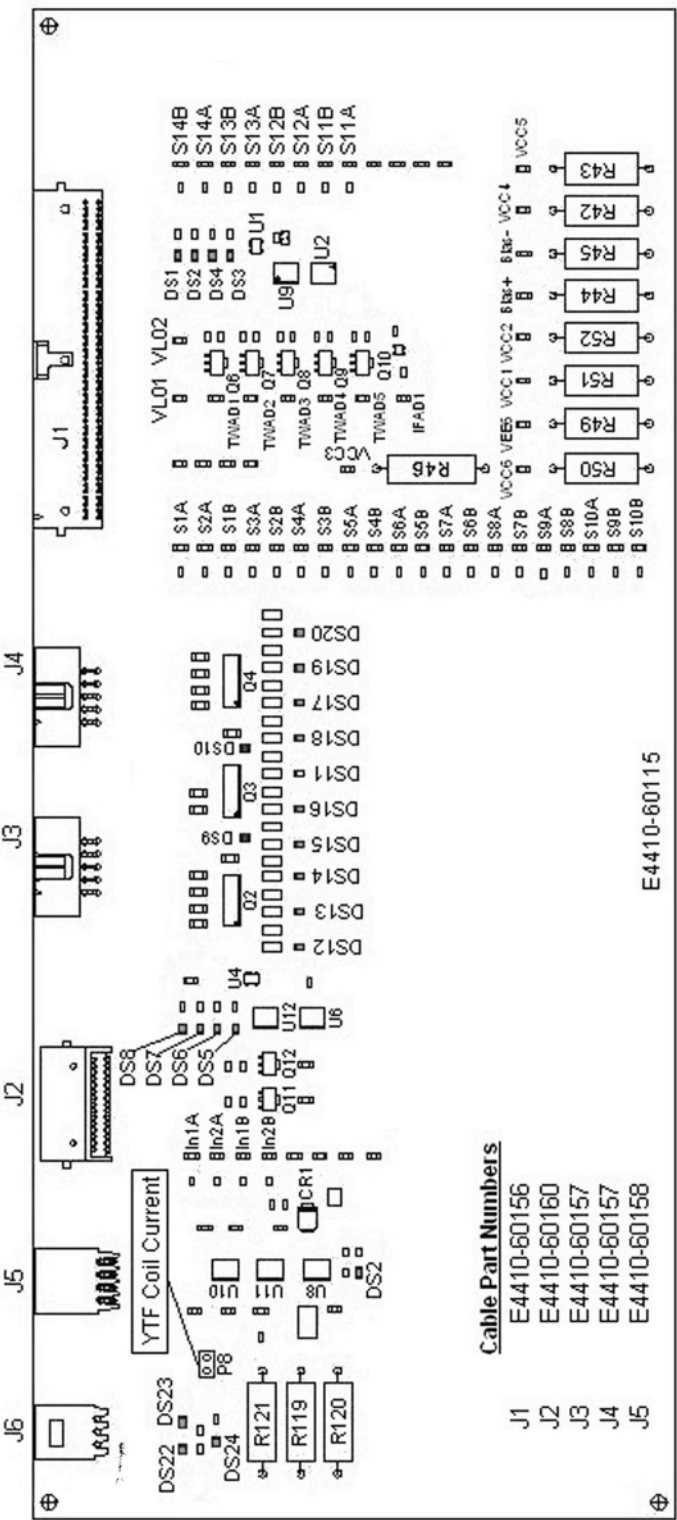 J6
J5
J2
J3
J4
J1
YTF Coil Current
DS22
DS23
DS24
P8
R121
R119
R120
U10
U11
U8
CR1
DS2
In1A
In2A
In1B
In2B
DS8
DS7
DS6
DS5
Q11
Q12
U12
U6
U4
Q2
DS9
Q3
DS10
Q4
DS12
DS13
DS14
DS15
DS16
DS11
DS18
DS17
DS19
DS20
S1A
S2A
S1B
S3A
S2B
S4A
S3B
S5A
S4B
S6A
S5B
S7A
S6B
S8A
S7B
S9A
S8B
S10A
S9B
S10B
VL01
VL02
TWAD1
Q6
TWAD2
Q7
TWAD3
Q8
TWAD4
Q9
TWAD5
Q10
IFAD1
VCC3
R46
DS1
DS2
DS4
DS3
U1
U9
U2
S14B
S14A
S13B
S13A
S12B
S12A
S11B
S11A
VCC6
VEE6
VCC1
VCC2
Bias+
Bias-
VCC4
VCC5
R50
R49
R51
R52
R44
R45
R42
R43
Cable Part Numbers
J1 E4410-60156
J2 E4410-60160
J3 E4410-60157
J4 E4410-60157
J5 E4410-60158
E4410-60115